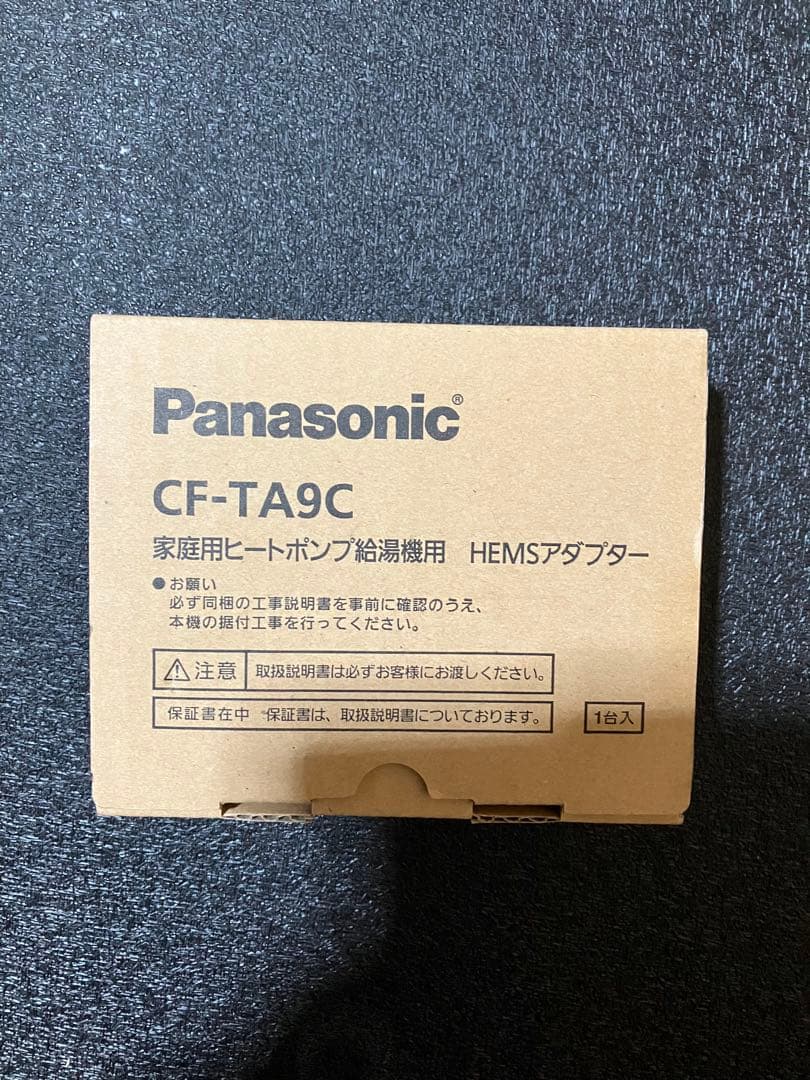 Panasonic®
CF-TA9C
家庭用ヒートポンプ給湯機用 HEMSアダプター
●お願い
必ず同梱の工事説明書を事前に確認のうえ、
本機の据付工事を行ってください。
⚠注意 取扱説明書は必ずお客様にお渡しください。
保証書在中 保証書は、取扱説明書についております。 1台入